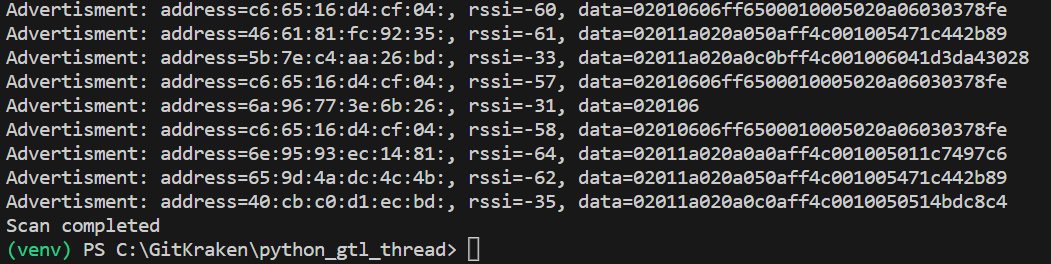 Advertisment: address=c6:65:16:d4:cf:04:, rssi=-60, data=02010606ff6500010005020a06030378fe
Advertisment: address=46:61:81:fc:92:35:, rssi=-61, data=02011a020a050aff4c001005471c442b89
Advertisment: address=5b:7e:c4:aa:26:bd:, rssi=-33, data=02011a020a0c0bff4c001006041d3da43028
Advertisment: address=c6:65:16:d4:cf:04:, rssi=-57, data=02010606ff6500010005020a06030378fe
Advertisment: address=6a:96:77:3e:6b:26:, rssi=-31, data=020106
Advertisment: address=c6:65:16:d4:cf:04:, rssi=-58, data=02010606ff6500010005020a06030378fe
Advertisment: address=6e:95:93:ec:14:81:, rssi=-64, data=02011a020a0a0aff4c001005011c7497c6
Advertisment: address=65:9d:4a:dc:4c:4b:, rssi=-62, data=02011a020a050aff4c001005471c442b89
Advertisment: address=40:cb:c0:d1:ec:bd:, rssi=-35, data=02011a020a0c0aff4c0010050514bdc8c4
Scan completed
(venv) PS C:\GitKraken\python_gtl_thread>